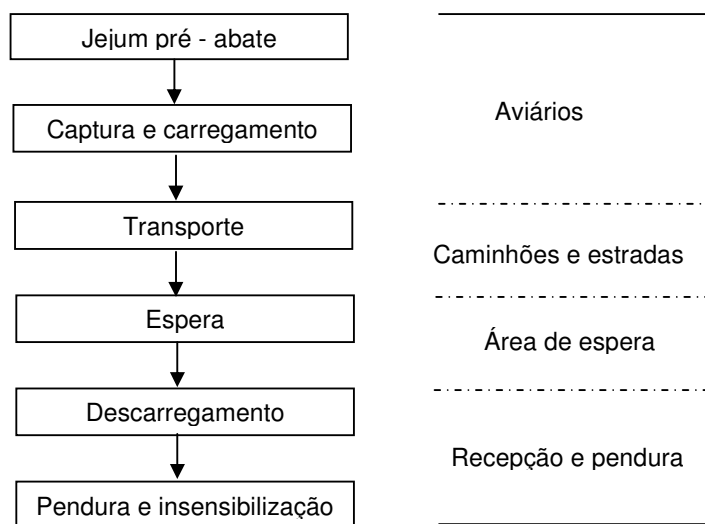 Jejum pré - abate
Captura e carregamento
Aviários
Transporte
Caminhões e estradas
Espera
Área de espera
Descarregamento
Recepção e pendura
Pendura e insensibilização